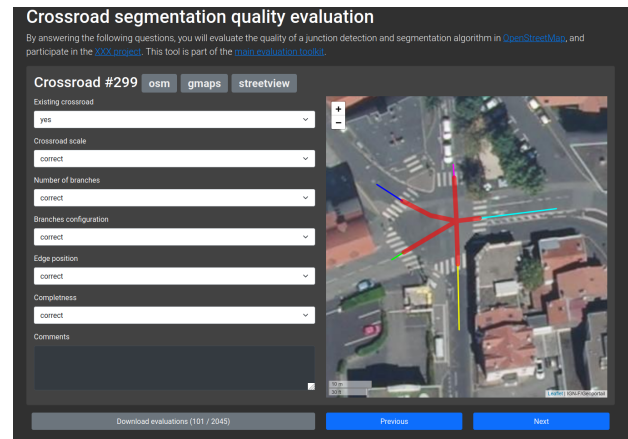 Crossroad segmentation quality evaluation
By answering the following questions, you will evaluate the quality of a junction detection and segmentation algorithm in OpenStreetMap, and
participate in the XXX project. This tool is part of the main evaluation toolkit.
Crossroad #299 osm gmaps streetview
Existing crossroad
yes
Crossroad scale
correct
Number of branches
correct
Branches configuration
correct
Edge position
correct
Completness
correct
Comments
+
−
10 m
30 ft
Leaflet | IGN-F/Geoportail
Download evaluations (101 / 2045)
Previous
Next